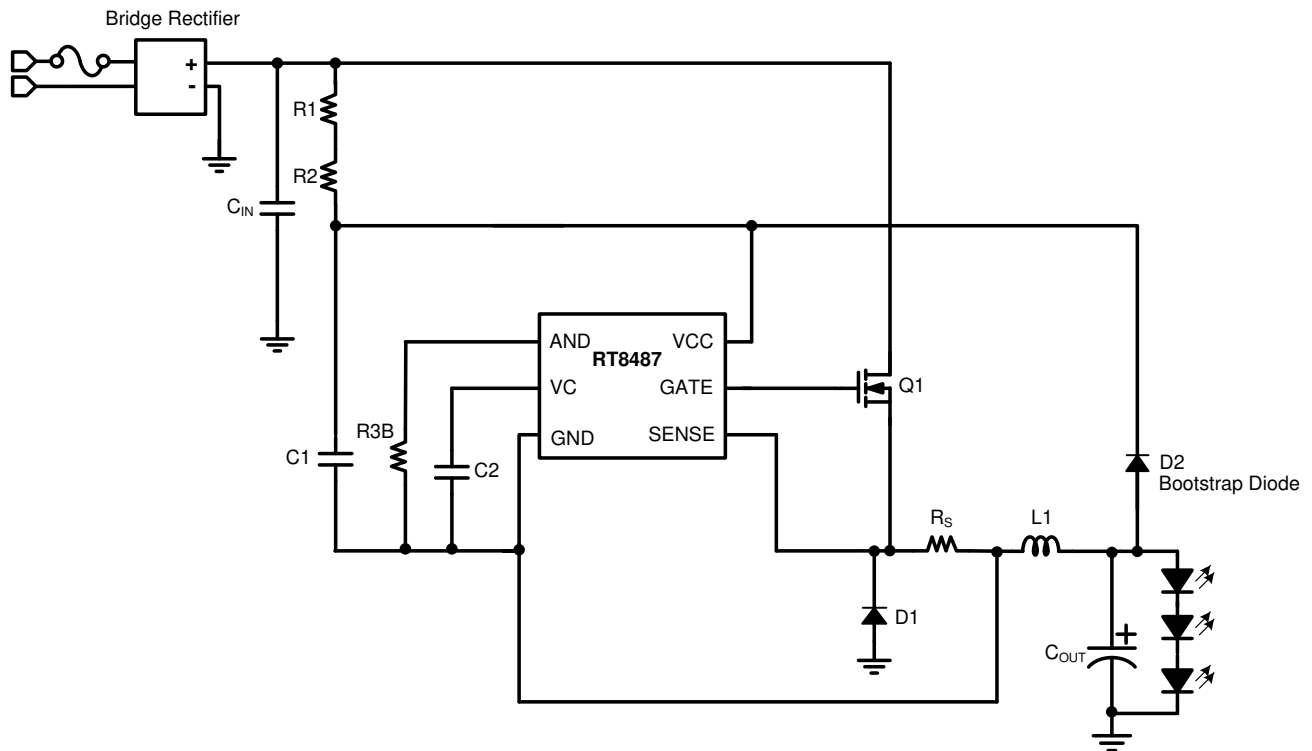 Bridge Rectifier
+
-
R1
R2
CIN
AND
VCC
RT8487
VC
GATE
GND
SENSE
Q1
R3B
C1
C2
D2
Bootstrap Diode
RS
L1
D1
COUT
+